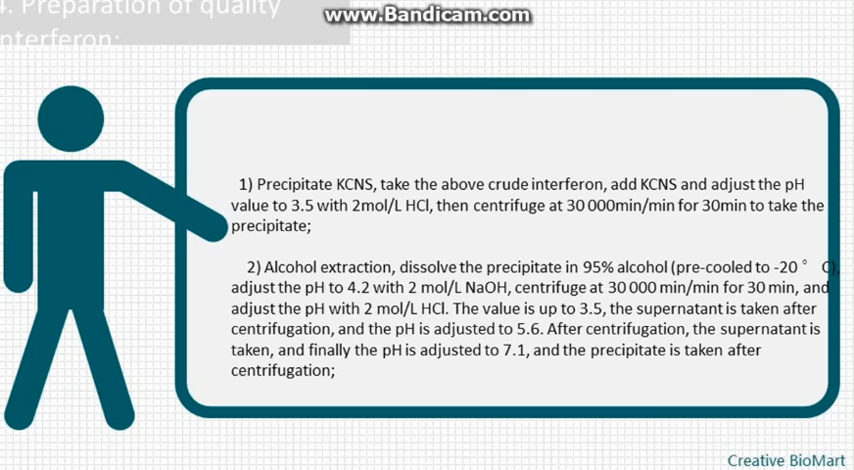 4. Preparation of quality
www.Bandicam.com
interferon:
1) Precipitate KCNS, take the above crude interferon, add KCNS and adjust the pH
value to 3.5 with 2mol/L HCl, then centrifuge at 30 000min/min for 30min to take the
precipitate;
2) Alcohol extraction, dissolve the precipitate in 95% alcohol (pre-cooled to -20 ° C),
adjust the pH to 4.2 with 2 mol/L NaOH, centrifuge at 30 000 min/min for 30 min, and
adjust the pH with 2 mol/L HCl. The value is up to 3.5, the supernatant is taken after
centrifugation, and the pH is adjusted to 5.6. After centrifugation, the supernatant is
taken, and finally the pH is adjusted to 7.1, and the precipitate is taken after
centrifugation;
Creative BioMart